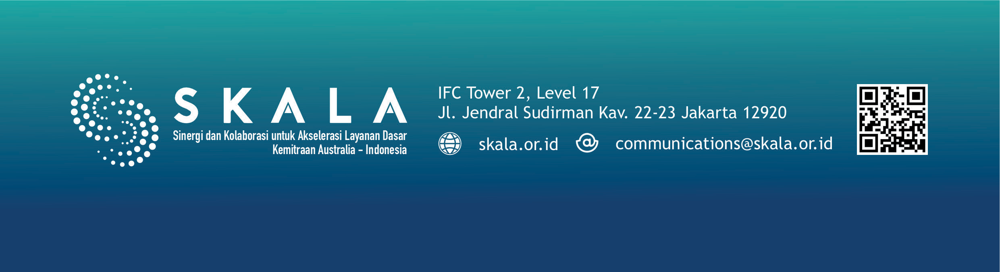 SKALA
Sinergi dan Kolaborasi untuk Akselerasi Layanan Dasar
Kemitraan Australia – Indonesia
IFC Tower 2, Level 17
Jl. Jendral Sudirman Kav. 22-23 Jakarta 12920
skala.or.id
communications@skala.or.id